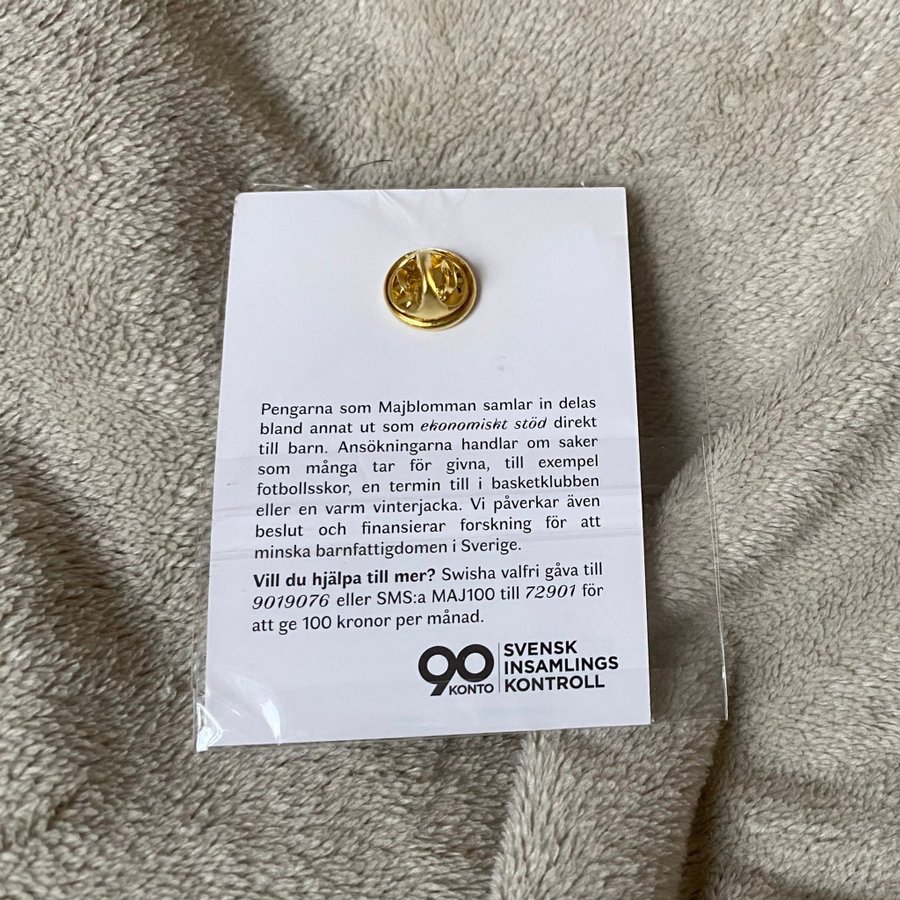 Pengarna som Majblomman samlar in delas
bland annat ut som ekonomiskt stöd direkt
till barn. Ansökningarna handlar om saker
som många tar för givna, till exempel
fotbollsskor, en termin till i basketklubben
eller en varm vinterjacka. Vi påverkar även
beslut och finansierar forskning för att
minska barnfattigdomen i Sverige.
Vill du hjälpa till mer? Swisha valfri gåva till
9019076 eller SMS:a MAJ100 till 72901 för
att ge 100 kronor per månad.
90
KONTO
SVENSK
INSAMLINGS
KONTROLL